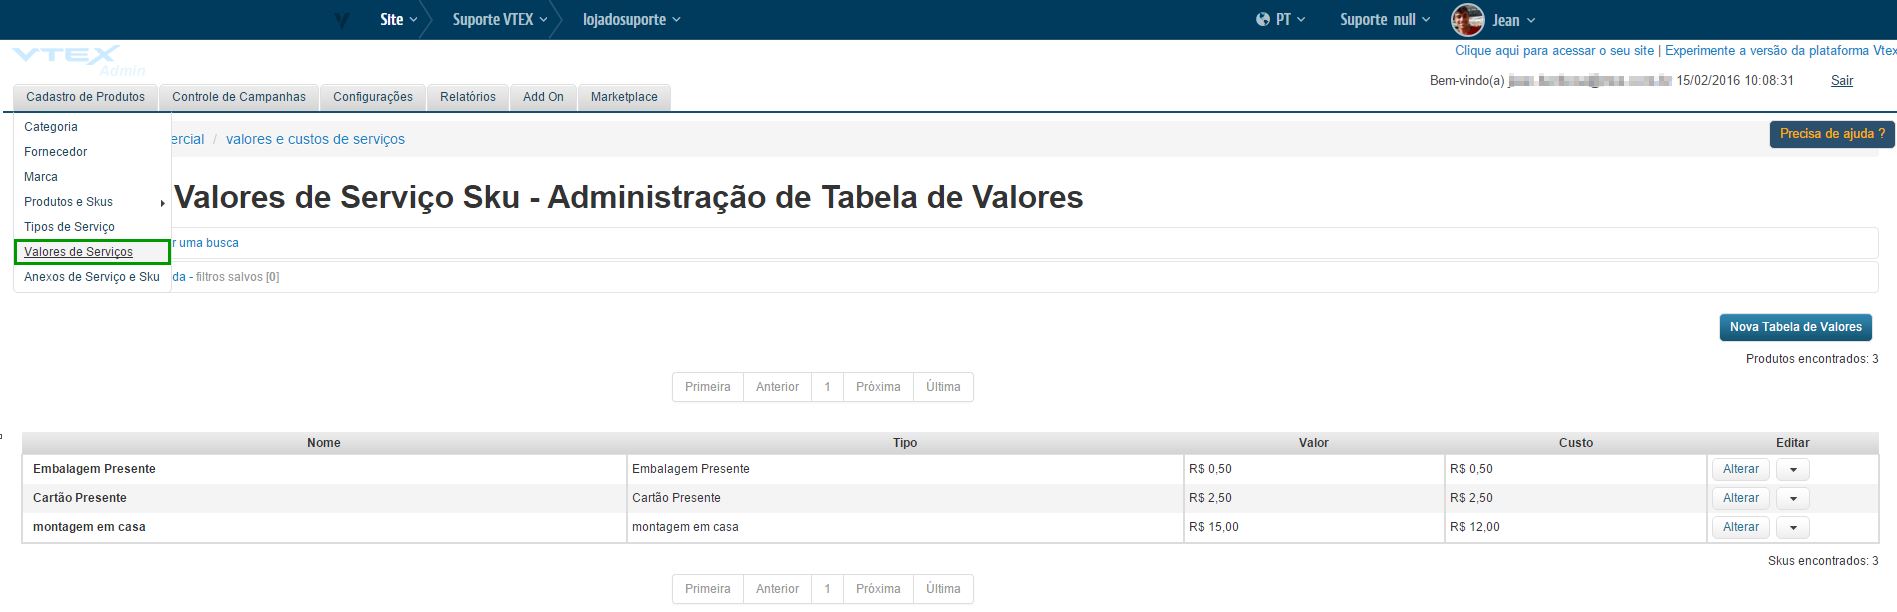 Site Suporte VTEX lojadosuporte PT Suporte null Jean
VTEX
Admin
Clique aqui para acessar o seu site | Experimente a versão da plataforma Vtex
Bem-vindo(a) 15/02/2016 10:08:31 Sair
Cadastro de Produtos Controle de Campanhas Configurações Relatórios Add On Marketplace
Categoria
ercial / valores e custos de serviços
Precisa de ajuda ?
Fornecedor
Marca
Produtos e Skus
Valores de Serviço Sku - Administração de Tabela de Valores
Tipos de Serviço
Valores de Serviços
r uma busca
Anexos de Serviço e Sku
da - filtros salvos [0]
Nova Tabela de Valores
Produtos encontrados: 3
Primeira Anterior 1 Próxima Última
Nome Tipo Valor Custo Editar
Embalagem Presente Embalagem Presente R$ 0,50 R$ 0,50 Alterar
Cartão Presente Cartão Presente R$ 2,50 R$ 2,50 Alterar
montagem em casa montagem em casa R$ 15,00 R$ 12,00 Alterar
Skus encontrados: 3
Primeira Anterior 1 Próxima Última